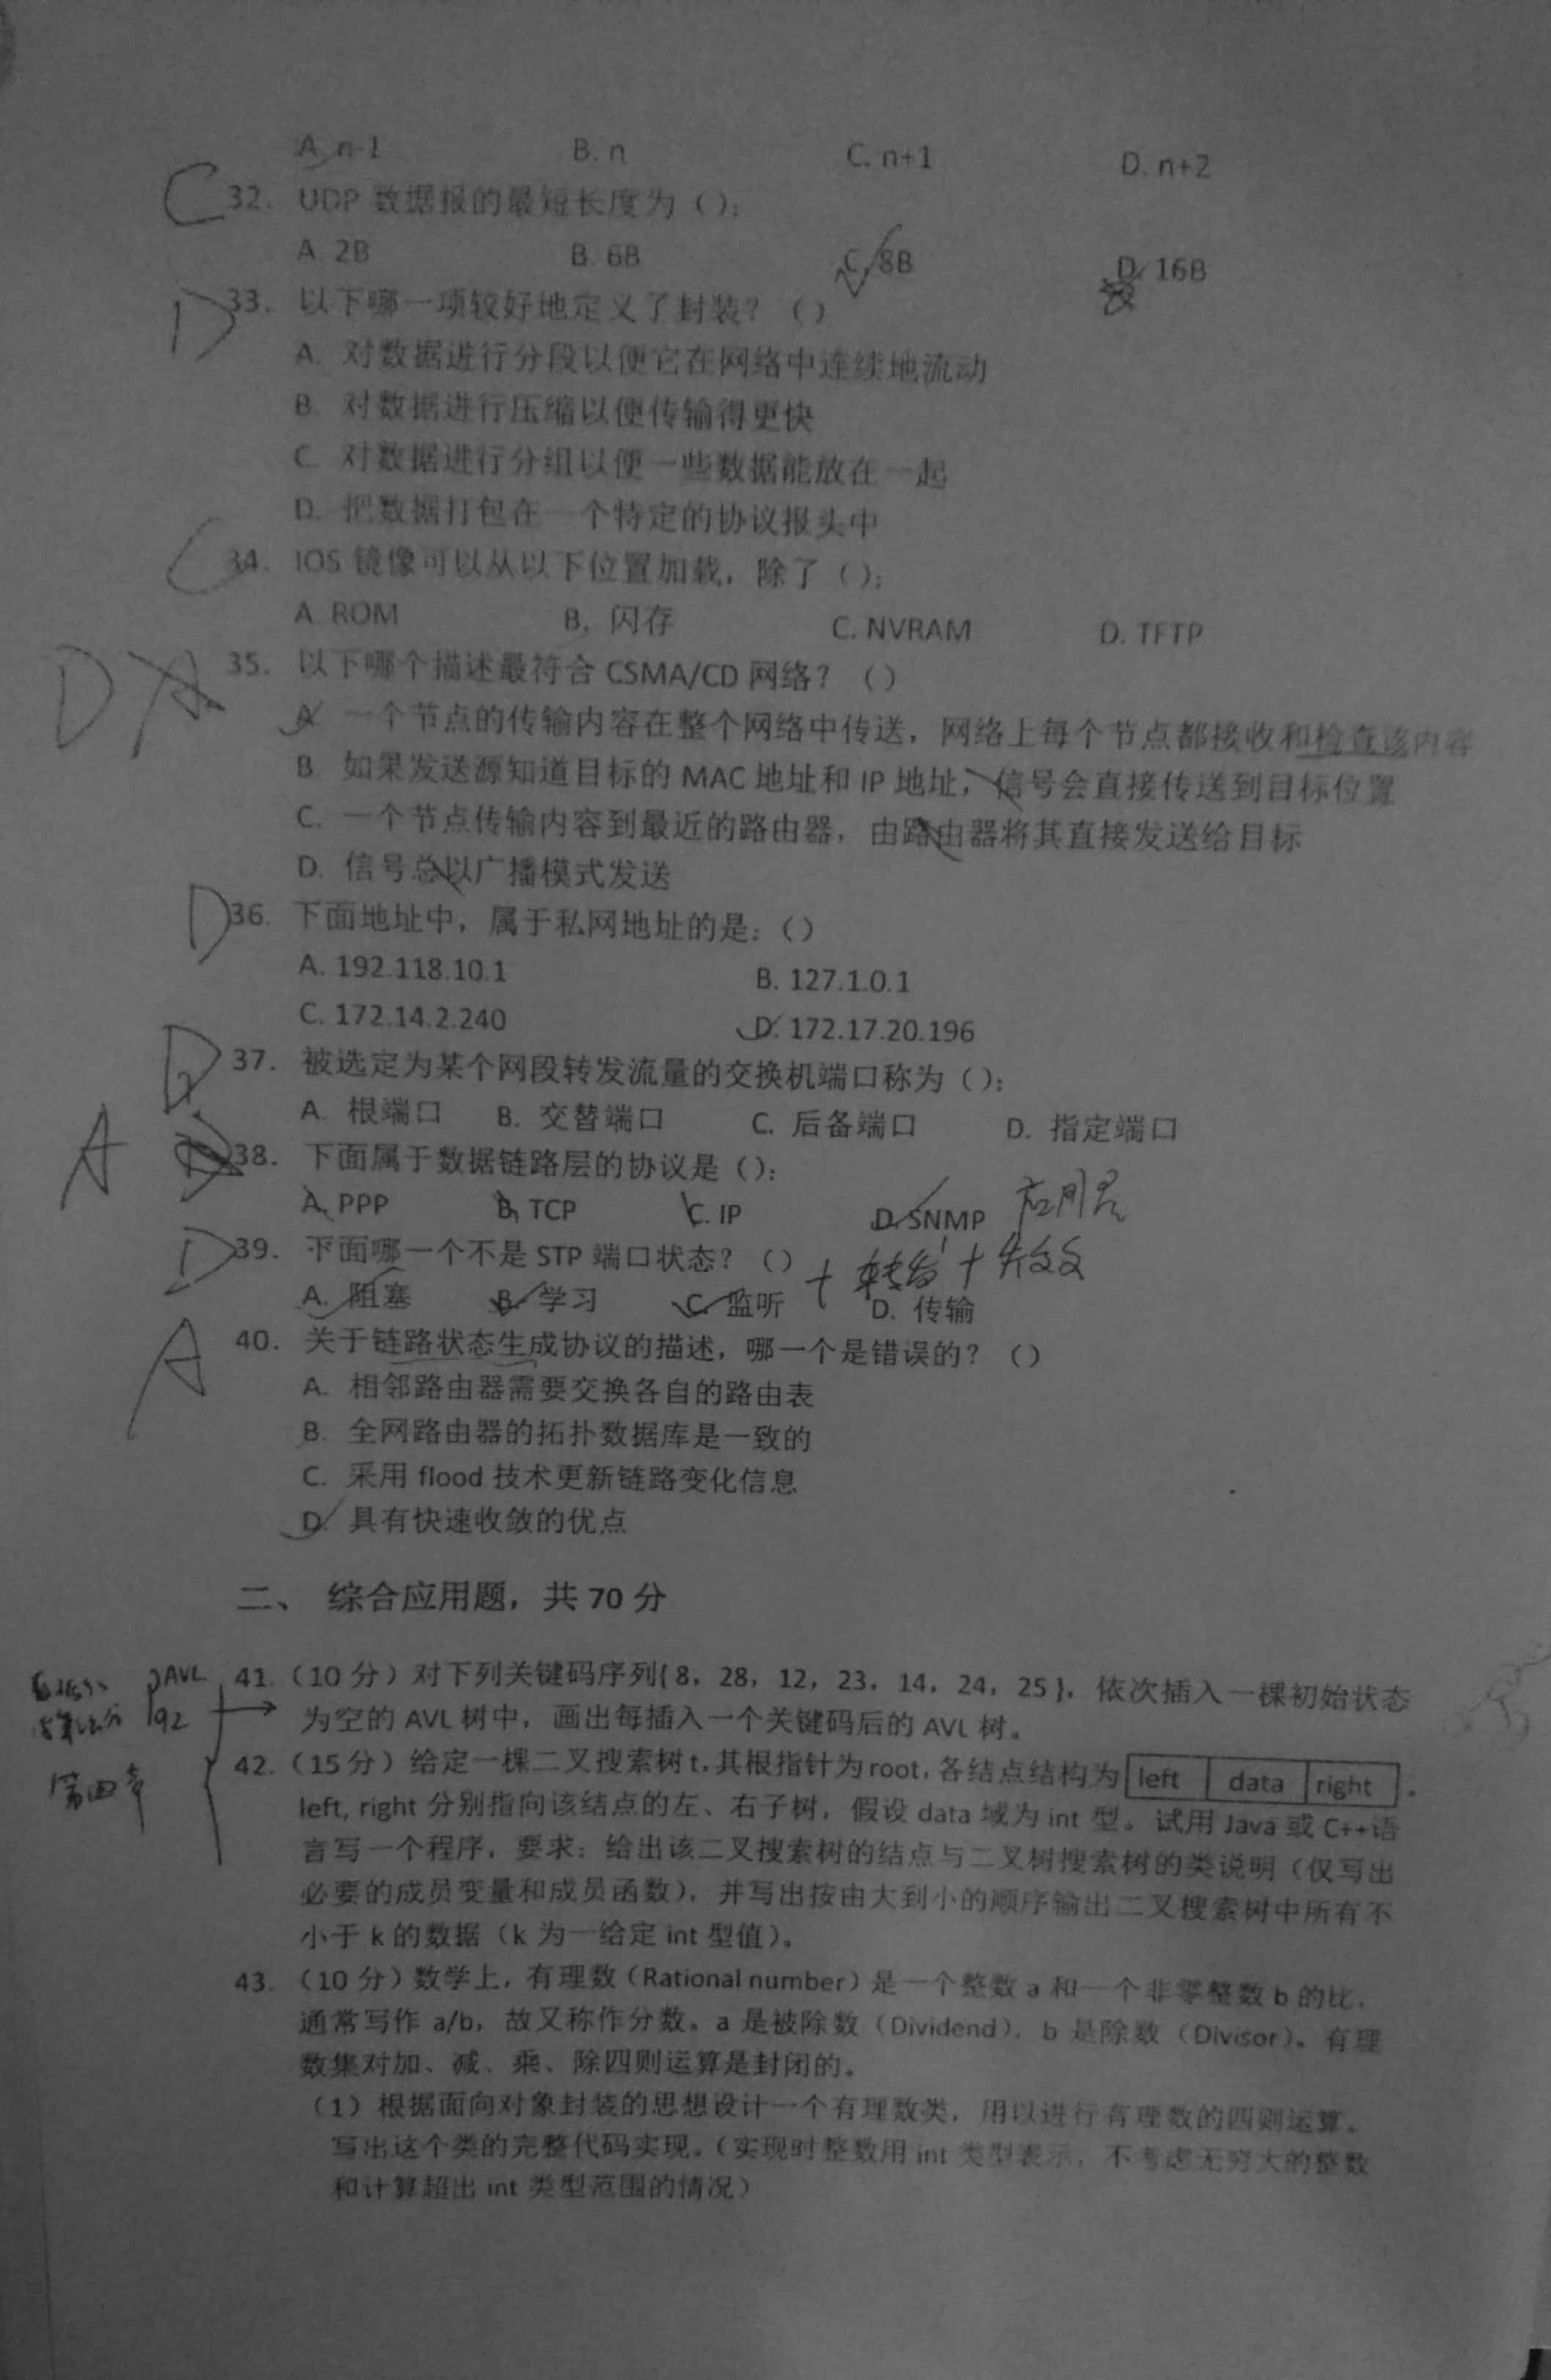 A. n-1 B. n C. n+1 D. n+2
C 32. UDP 数据报的最短长度为（）；
A. 2B B. 6B C. 8B D. 16B
D 33. 以下哪一项较好地定义了封装？（）
A. 对数据进行分段以便它在网络中连续地流动
B. 对数据进行压缩以便传输得更快
C. 对数据进行分组以便一些数据能放在一起
D. 把数据打包在一个特定的协议报头中
C 34. IOS 镜像可以从以下位置加载，除了（）；
A. ROM B. 闪存 C. NVRAM D. TFTP
D A 35. 以下哪个描述最符合 CSMA/CD 网络？（）
A. 一个节点的传输内容在整个网络中传送，网络上每个节点都接收和检查该内容
B. 如果发送源知道目标的 MAC 地址和 IP 地址，信号会直接传送到目标位置
C. 一个节点传输内容到最近的路由器，由路由器将其直接发送给目标
D. 信号总以广播模式发送
D 36. 下面地址中，属于私网地址的是：（）
A. 192.118.10.1 B. 127.1.0.1
C. 172.14.2.240 D. 172.17.20.196
D 37. 被选定为某个网段转发流量的交换机端口称为（）：
A. 根端口 B. 交替端口 C. 后备端口 D. 指定端口
A 38. 下面属于数据链路层的协议是（）：
A. PPP B. TCP C. IP D. SNMP 应用层
D 39. 下面哪一个不是 STP 端口状态？（） + 转发 + 失效
A. 阻塞 B. 学习 C. 监听 D. 传输
A 40. 关于链路状态生成协议的描述，哪一个是错误的？（）
A. 相邻路由器需要交换各自的路由表
B. 全网路由器的拓扑数据库是一致的
C. 采用 flood 技术更新链路变化信息
D. 具有快速收敛的优点
二、 综合应用题，共 70 分
AVL 41.（10 分）对下列关键码序列{8，28，12，23，14，24，25}，依次插入一棵初始状态
192 为空的 AVL 树中，画出每插入一个关键码后的 AVL 树。
42.（15 分）给定一棵二叉搜索树 t，其根指针为 root，各结点结构为 left data right 。
第四章 left, right 分别指向该结点的左、右子树，假设 data 域为 int 型。试用 Java 或 C++语
言写一个程序，要求：给出该二叉搜索树的结点与二叉树搜索树的类说明（仅写出
必要的成员变量和成员函数），并写出按由大到小的顺序输出二叉搜索树中所有不
小于 k 的数据（k 为一给定 int 型值）。
43.（10 分）数学上，有理数（Rational number）是一个整数 a 和一个非零整数 b 的比，
通常写作 a/b，故又称作分数。a 是被除数（Dividend），b 是除数（Divisor）。有理
数集对加、减、乘、除四则运算是封闭的。
（1）根据面向对象封装的思想设计一个有理数类，用以进行有理数的四则运算。
写出这个类的完整代码实现。（实现时整数用 int 类型表示，不考虑无穷大的整数
和计算超出 int 类型范围的情况）